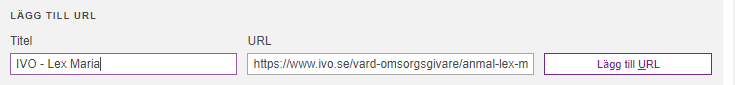 LÄGG TILL URL
Titel URL
IVO - Lex Maria https://www.ivo.se/vard-omsorgsgivare/anmal-lex-m Lägg till URL